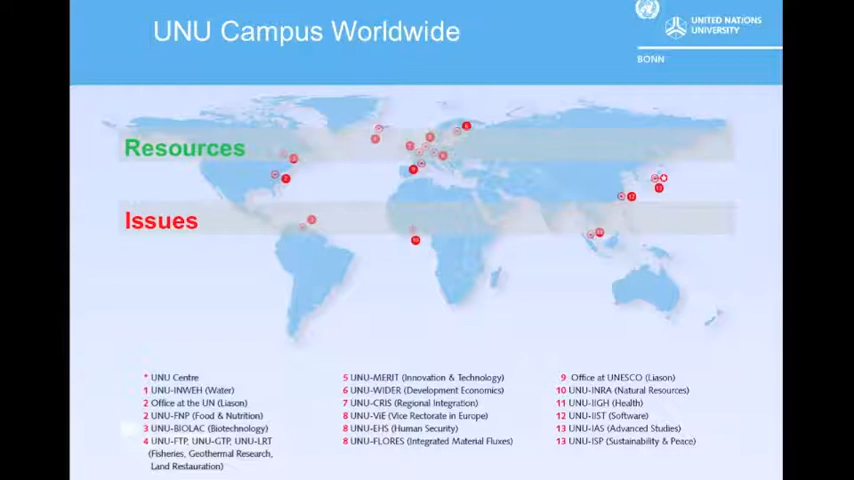 UNU Campus Worldwide
UNITED NATIONS
UNIVERSITY
BONN
Resources
Issues
* UNU Centre
1 UNU-INWEH (Water)
2 Office at the UN (Liason)
2 UNU-FNP (Food & Nutrition)
3 UNU-BIOLAC (Biotechnology)
4 UNU-FTP, UNU-GTP, UNU-LRT
(Fisheries, Geothermal Research,
Land Restauration)
5 UNU-MERIT (Innovation & Technology)
6 UNU-WIDER (Development Economics)
7 UNU-CRIS (Regional Integration)
8 UNU-ViE (Vice Rectorate in Europe)
8 UNU-EHS (Human Security)
8 UNU-FLORES (Integrated Material Fluxes)
9 Office at UNESCO (Liason)
10 UNU-INRA (Natural Resources)
11 UNU-IIGH (Health)
12 UNU-IIST (Software)
13 UNU-IAS (Advanced Studies)
13 UNU-ISP (Sustainability & Peace)